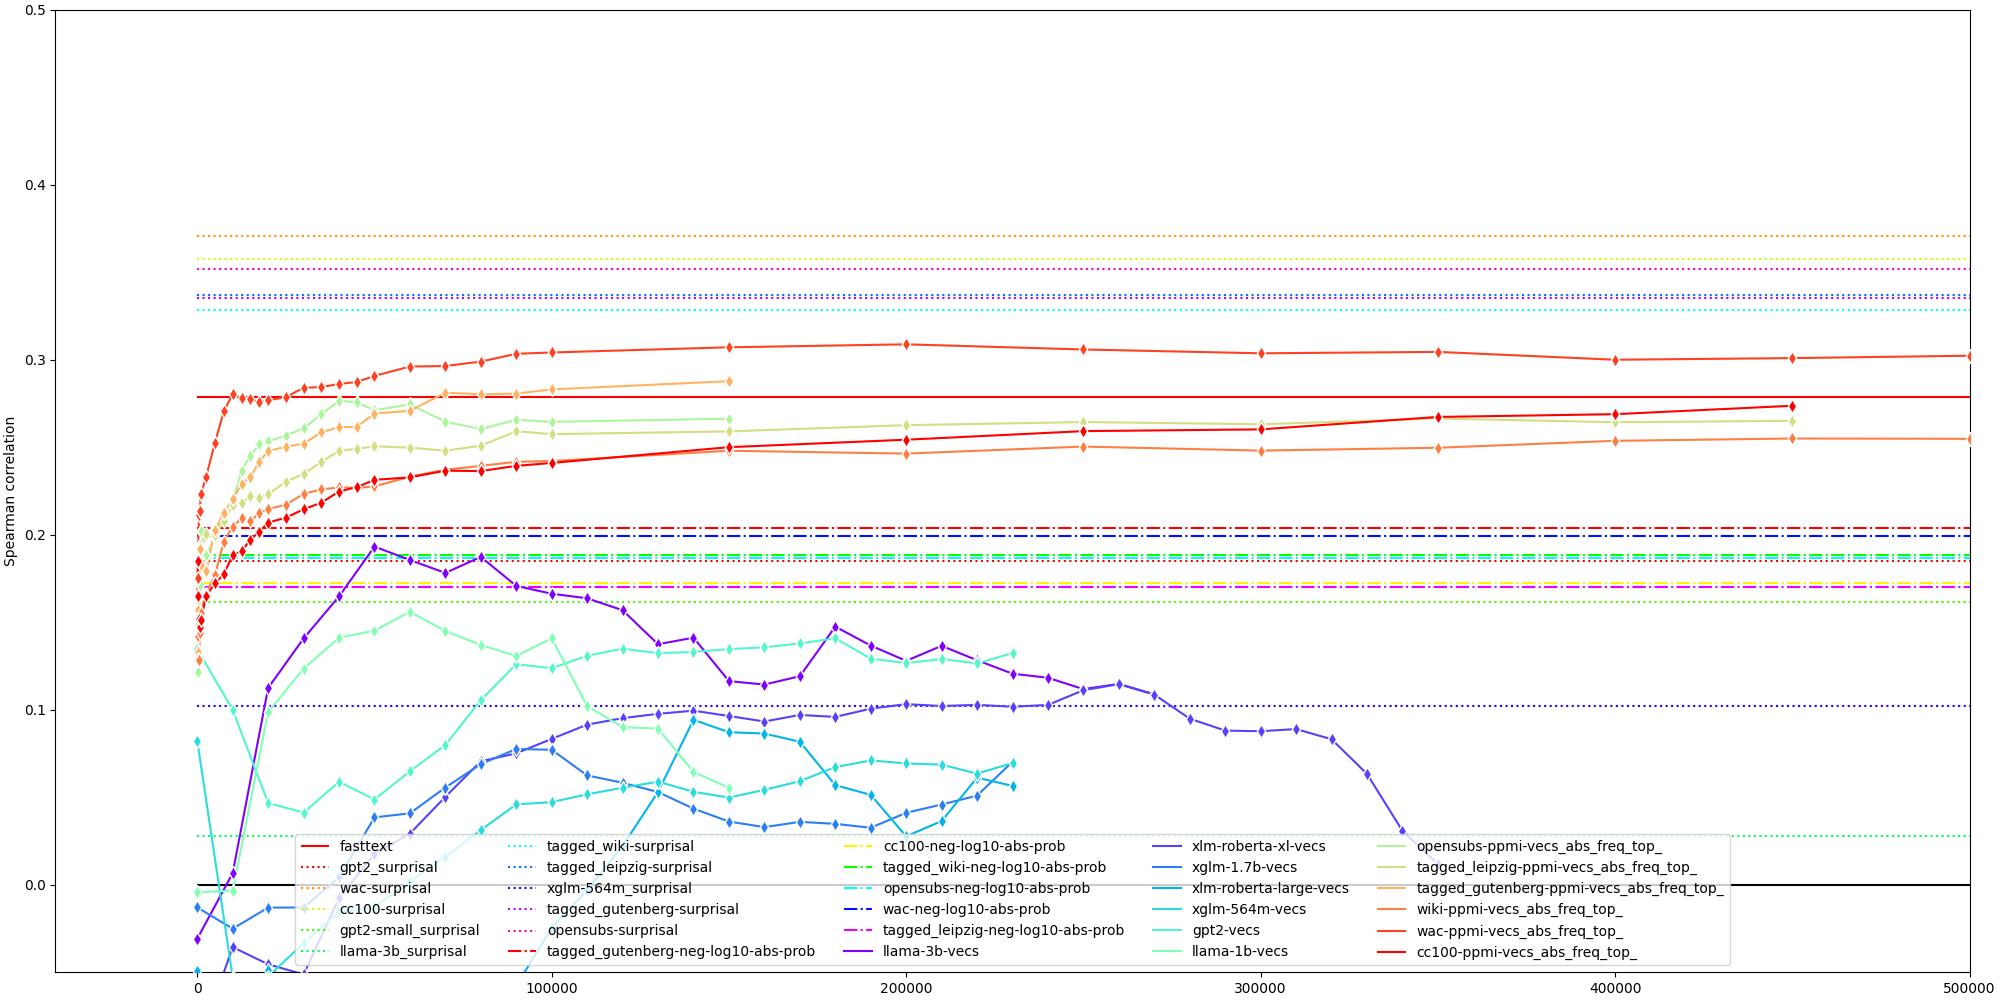 0.5
0.4
0.3
0.2
0.1
0.0
Spearman correlation
0
100000
200000
300000
400000
500000
fasttext
gpt2_surprisal
wac-surprisal
cc100-surprisal
gpt2-small_surprisal
llama-3b_surprisal
tagged_wiki-surprisal
tagged_leipzig-surprisal
xglm-564m_surprisal
tagged_gutenberg-surprisal
opensubs-surprisal
tagged_gutenberg-neg-log10-abs-prob
cc100-neg-log10-abs-prob
tagged_wiki-neg-log10-abs-prob
opensubs-neg-log10-abs-prob
wac-neg-log10-abs-prob
tagged_leipzig-neg-log10-abs-prob
llama-3b-vecs
xlm-roberta-xl-vecs
xglm-1.7b-vecs
xlm-roberta-large-vecs
xglm-564m-vecs
gpt2-vecs
llama-1b-vecs
opensubs-ppmi-vecs_abs_freq_top_
tagged_leipzig-ppmi-vecs_abs_freq_top_
tagged_gutenberg-ppmi-vecs_abs_freq_top_
wiki-ppmi-vecs_abs_freq_top_
wac-ppmi-vecs_abs_freq_top_
cc100-ppmi-vecs_abs_freq_top_